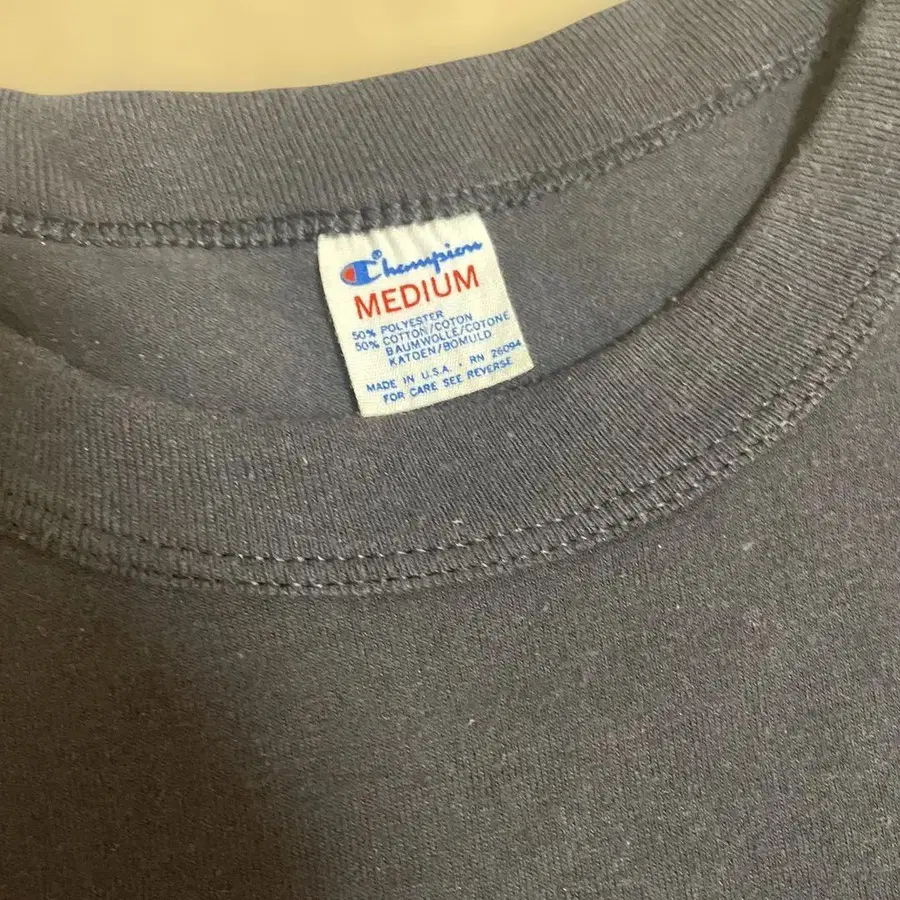 Champion®
MEDIUM
50% POLYESTER
50% COTTON/COTON
BAUMWOLLE/COTONE
KATOEN/BOMULD
MADE IN U.S.A. • RN 26094
FOR CARE SEE REVERSE